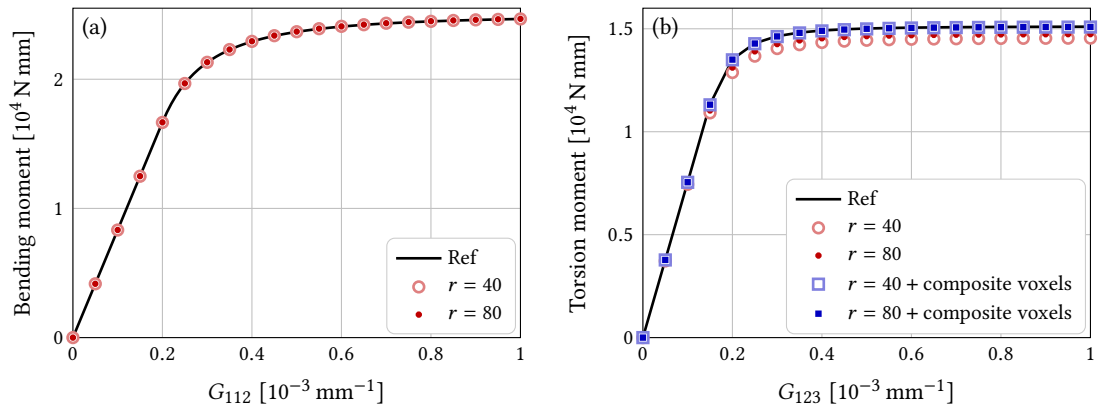 (a)
Bending moment [10⁴ N mm]
2
1
0
0 0.2 0.4 0.6 0.8 1
G₁₁₂ [10⁻³ mm⁻¹]
Ref
r = 40
r = 80
(b)
Torsion moment [10⁴ N mm]
1.5
1
0.5
0
0 0.2 0.4 0.6 0.8 1
G₁₂₃ [10⁻³ mm⁻¹]
Ref
r = 40
r = 80
r = 40 + composite voxels
r = 80 + composite voxels